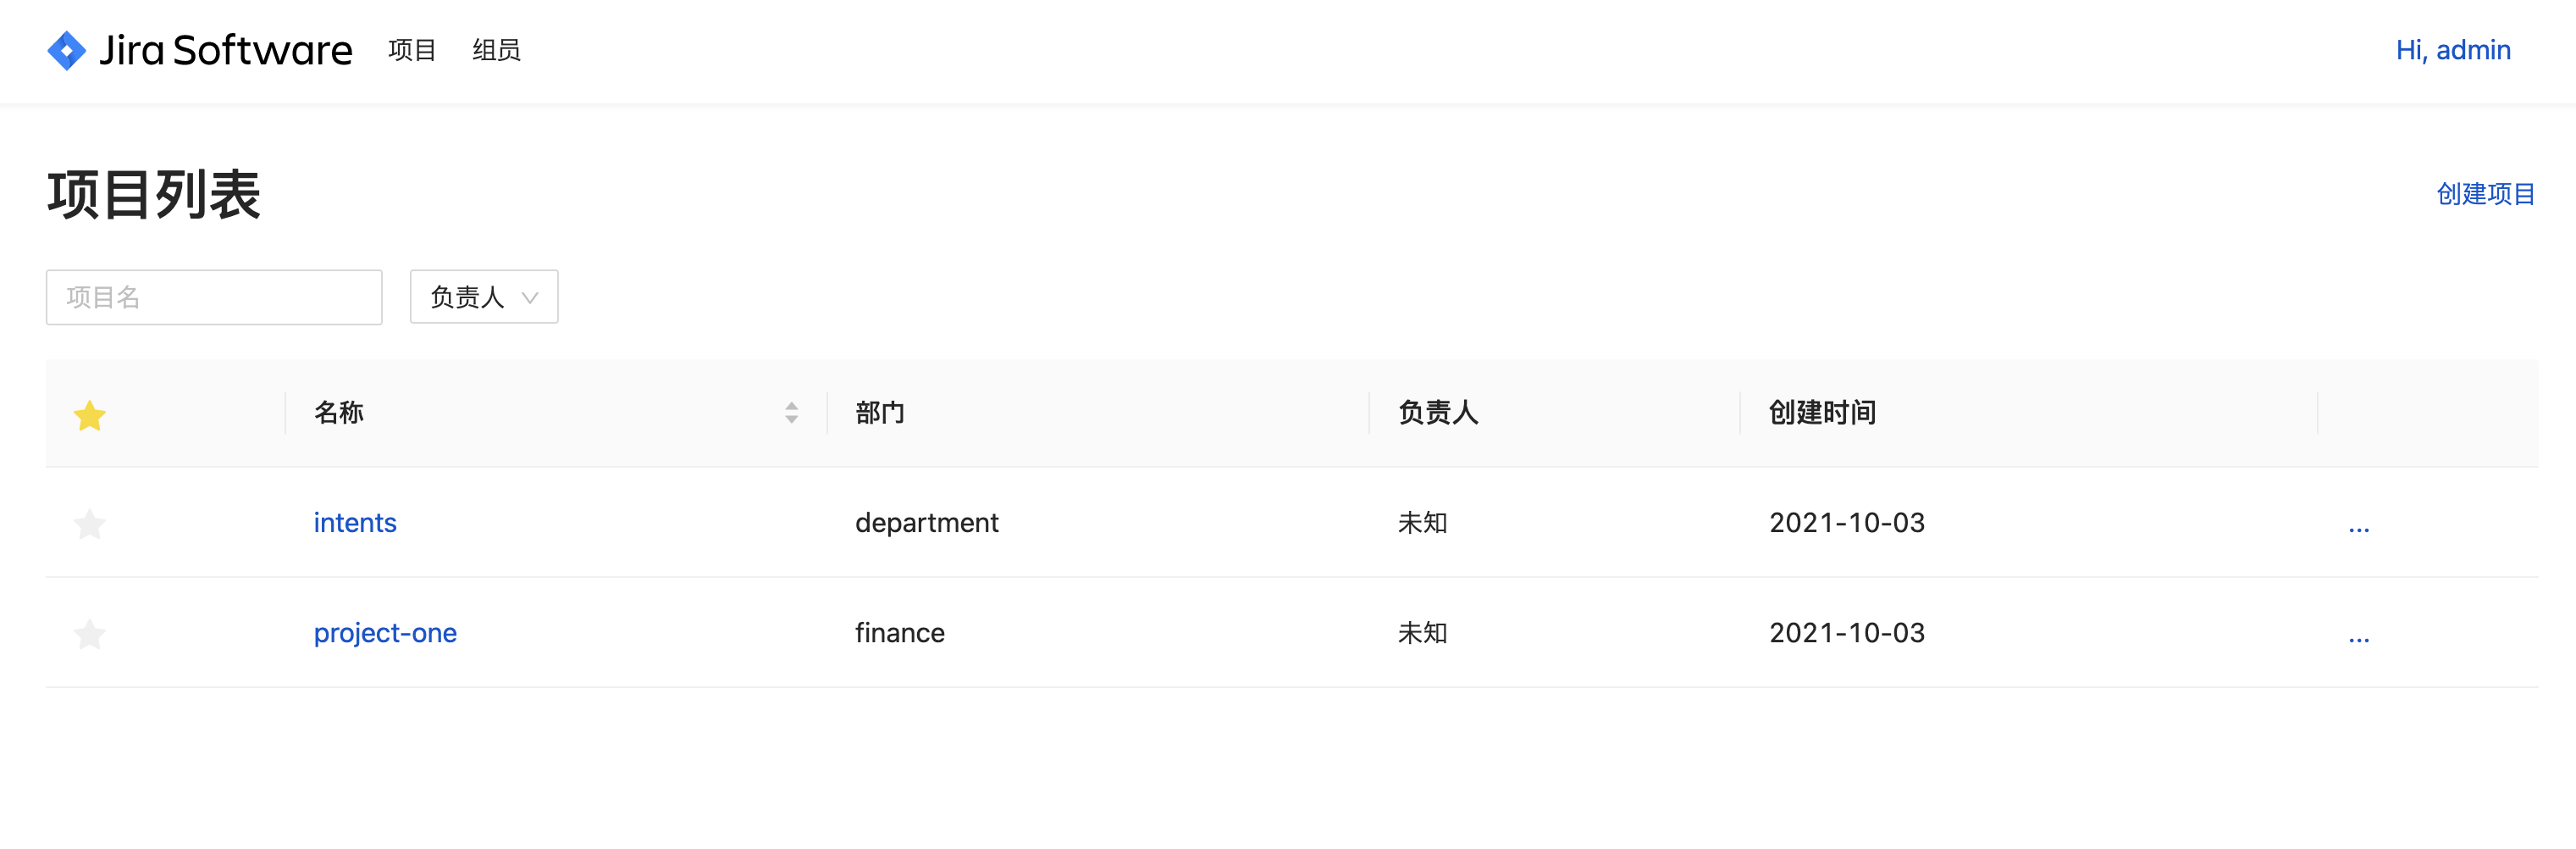 Jira Software 项目 组员 Hi, admin
项目列表 创建项目
项目名 负责人
名称 部门 负责人 创建时间
intents department 未知 2021-10-03 ...
project-one finance 未知 2021-10-03 ...